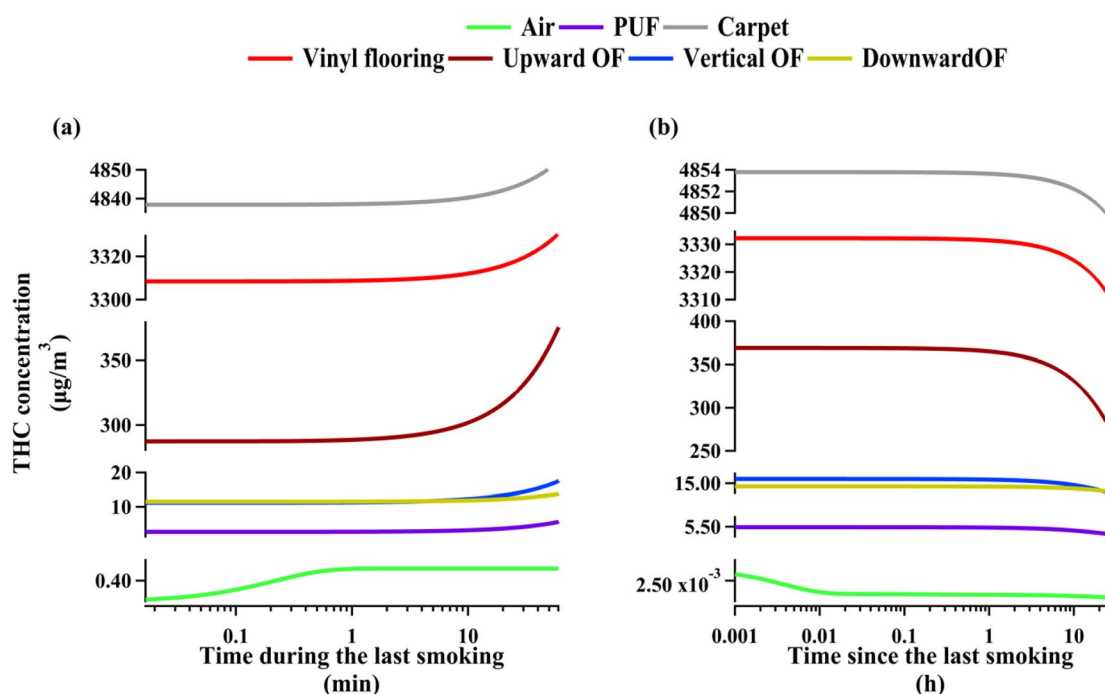 Air PUF Carpet
Vinyl flooring Upward OF Vertical OF DownwardOF
(a)
(b)
THC concentration
(μg/m³)
4850
4840
3320
3300
350
300
20
10
0.40
0.1 1 10
Time during the last smoking
(min)
4854
4852
4850
3330
3320
3310
400
350
400
250
15.00
5.50
2.50 x10⁻³
0.001 0.01 0.1 1 10
Time since the last smoking
(h)